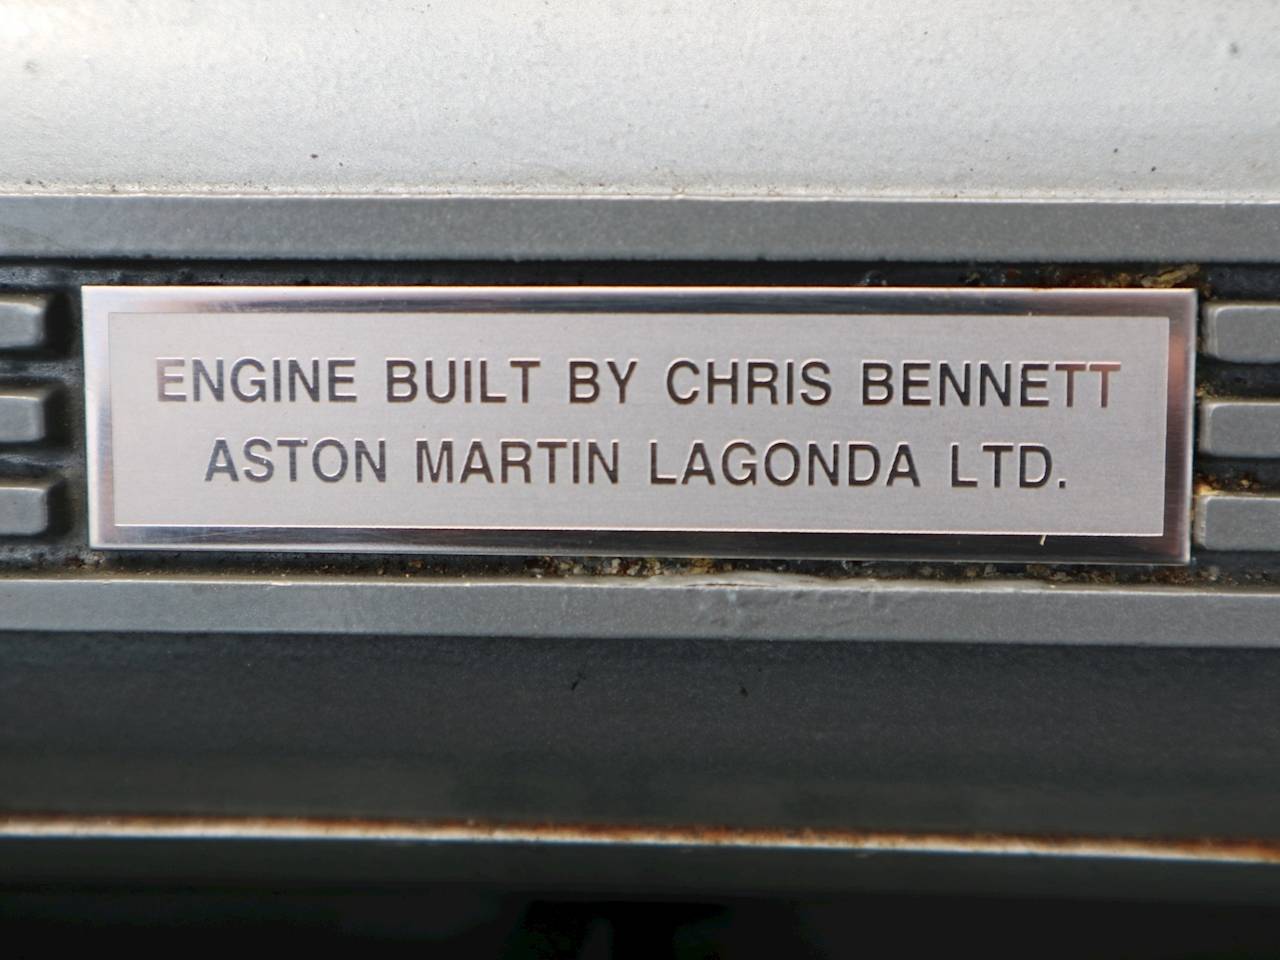 ENGINE BUILT BY CHRIS BENNETT
ASTON MARTIN LAGONDA LTD.